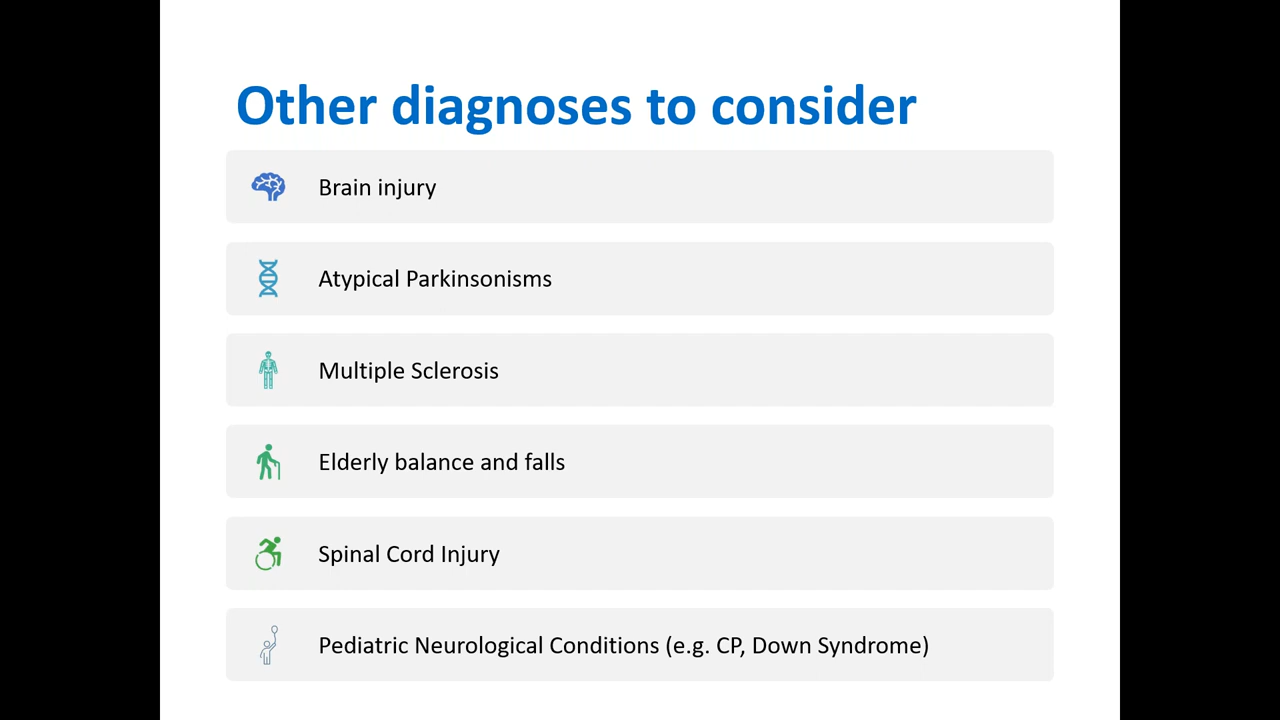 Other diagnoses to consider
Brain injury
Atypical Parkinsonisms
Multiple Sclerosis
Elderly balance and falls
Spinal Cord Injury
Pediatric Neurological Conditions (e.g. CP, Down Syndrome)